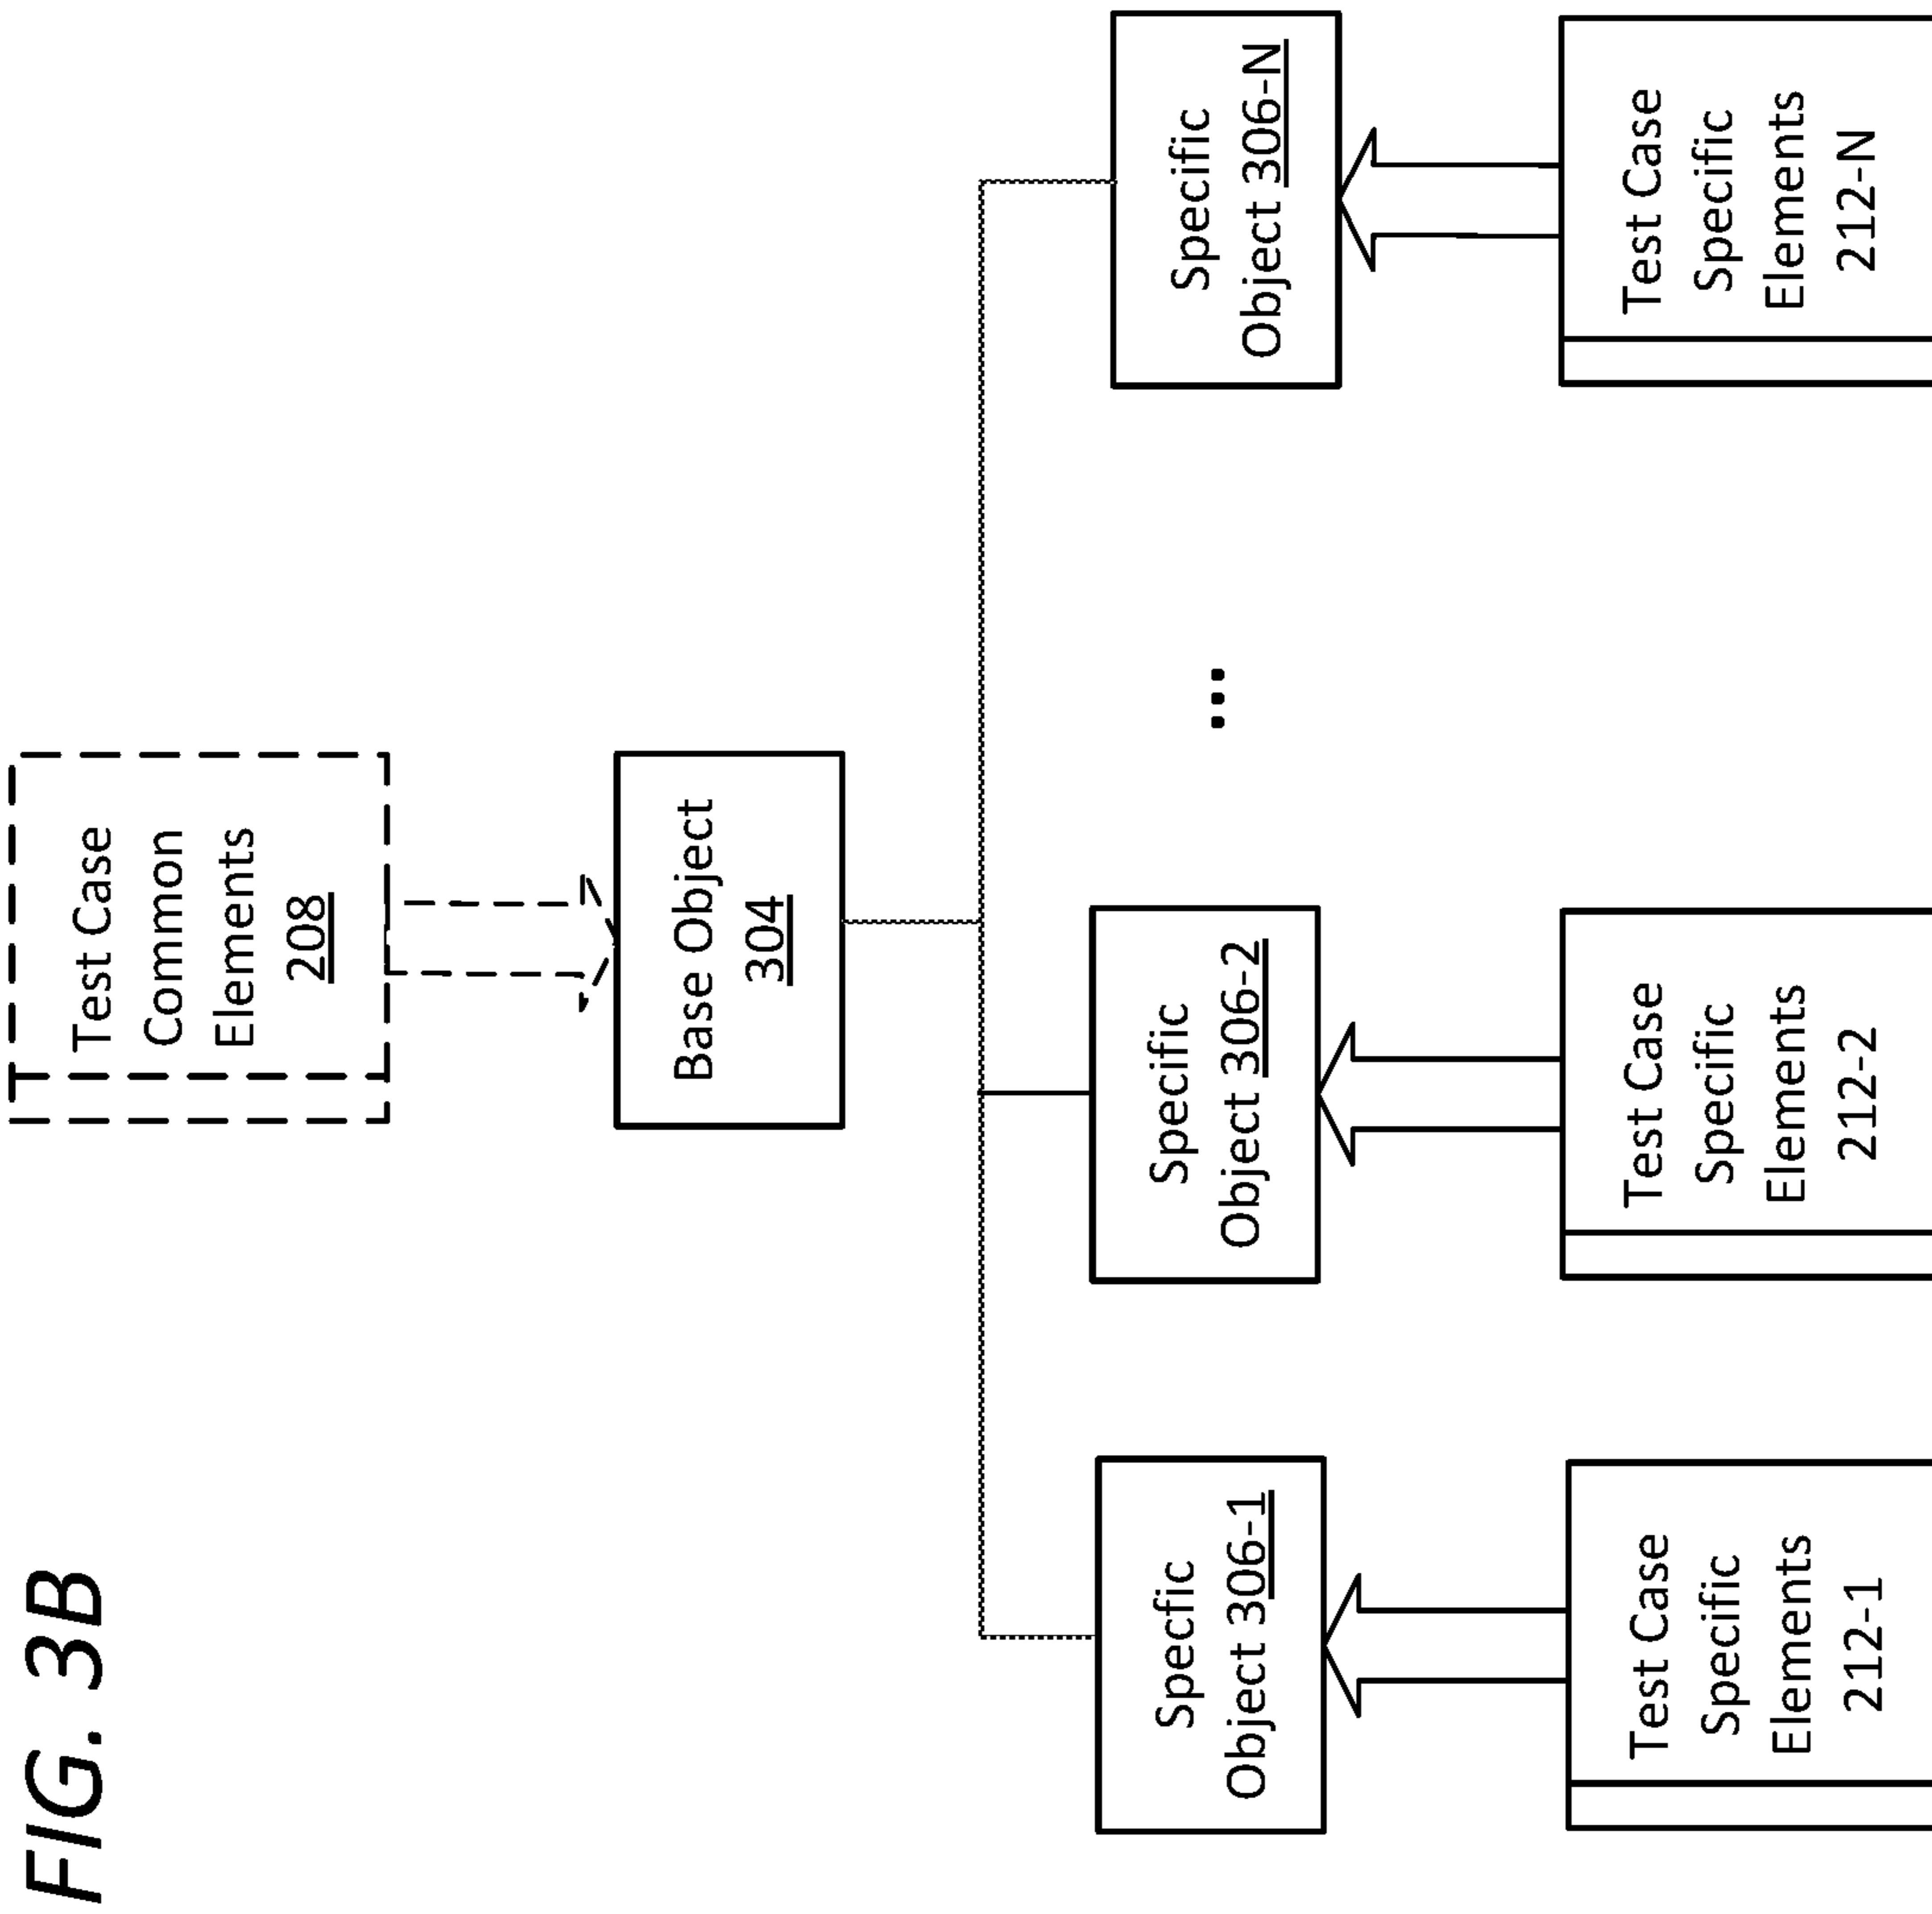 FIG. 3B
Test Case
Common
Elements
208
Base Object
304
Specfic
Object 306-1
Specific
Object 306-2
...
Specific
Object 306-N
Test Case
Specific
Elements
212-1
Test Case
Specific
Elements
212-2
Test Case
Specific
Elements
212-N